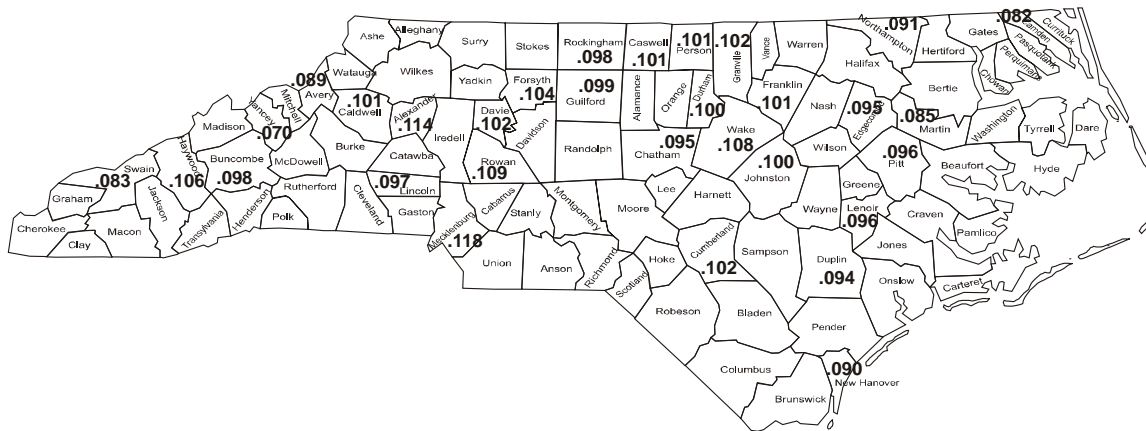 Ashe
Alleghany
Surry
Stokes
Rockingham
.098
Caswell
.101
.101
Person
.102
Granville
Vance
Warren
.091
Northampton
Gates
.082
Camden
Currituck
Pasquotank
Perquimans
Chowan
Hertiford
Halifax
Bertie
Watauga
Wilkes
Yadkin
Forsyth
.104
.099
Guilford
Alamance
Orange
Durham
.100
Franklin
.101
Nash
.095
Edgecombe
.085
Martin
Washington
Tyrrell
Dare
.089
Avery
Mitchell
Yancey
.070
.101
Caldwell
Alexander
.114
Iredell
Davie
.102
Davidson
Randolph
.095
Chatham
Wake
.108
Wilson
.096
Pitt
Beaufort
Hyde
Madison
Haywood
.106
Buncombe
.098
McDowell
Burke
Catawba
Rowan
.109
.100
Johnston
Greene
Swain
.083
Graham
Jackson
Rutherford
.097
Lincoln
Cleveland
Gaston
Cabarrus
Stanly
Montgomery
Moore
Lee
Harnett
Wayne
Lenoir
.096
Craven
Pamlico
Cherokee
Clay
Macon
Transylvania
Henderson
Polk
Mecklenburg
.118
Union
Anson
Richmond
Scotland
Hoke
Cumberland
.102
Sampson
Duplin
.094
Jones
Onslow
Carteret
Robeson
Bladen
Pender
Columbus
Brunswick
.090
New Hanover